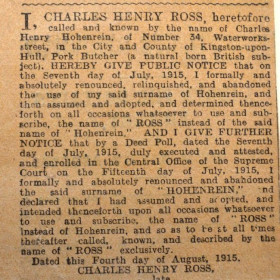 I, CHARLES HENRY ROSS, heretofore
called and known by the name of Charles
Henry Hohenrein, of Number 54, Waterworks-
street, in the City and County of Kingston-upon-
Hull, Pork Butcher (a natural born British sub-
ject), HEREBY GIVE PUBLIC NOTICE that on
the Seventh day of July, 1915, I formally and
absolutely renounced, relinquished, and abandoned
the use of my said surname of Hohenrein, and
then assumed and adopted, and determined thence-
forth on all occasions whatsoever to use and sub-
scribe, the name of "ROSS" instead of the said
name of "Hohenrein." AND I GIVE FURTHER
NOTICE that by a Deed Poll, dated the Seventh
day of July, 1915, duly executed and attested,
and enrolled in the Central Office of the Supreme
Court on the Fifteenth day of July, 1915, I
formally and absolutely renounced and abandoned
the said surname of "HOHENREIN," and
declared that I had assumed and adopted, and
intended thenceforth upon all occasions whatsoever
to use and subscribe, the name of "ROSS"
instead of Hohenrein, and so as to be at all times
thereafter called, known, and described by the
name of "ROSS" exclusively.
Dated this Fourth day of August, 1915.
CHARLES HENRY ROSS,
late